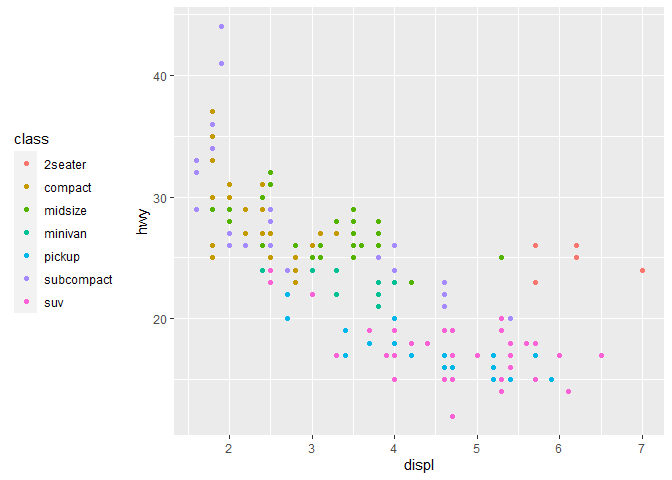 class
2seater
compact
midsize
minivan
pickup
subcompact
suv
hwy
40
30
20
2 3 4 5 6 7
displ